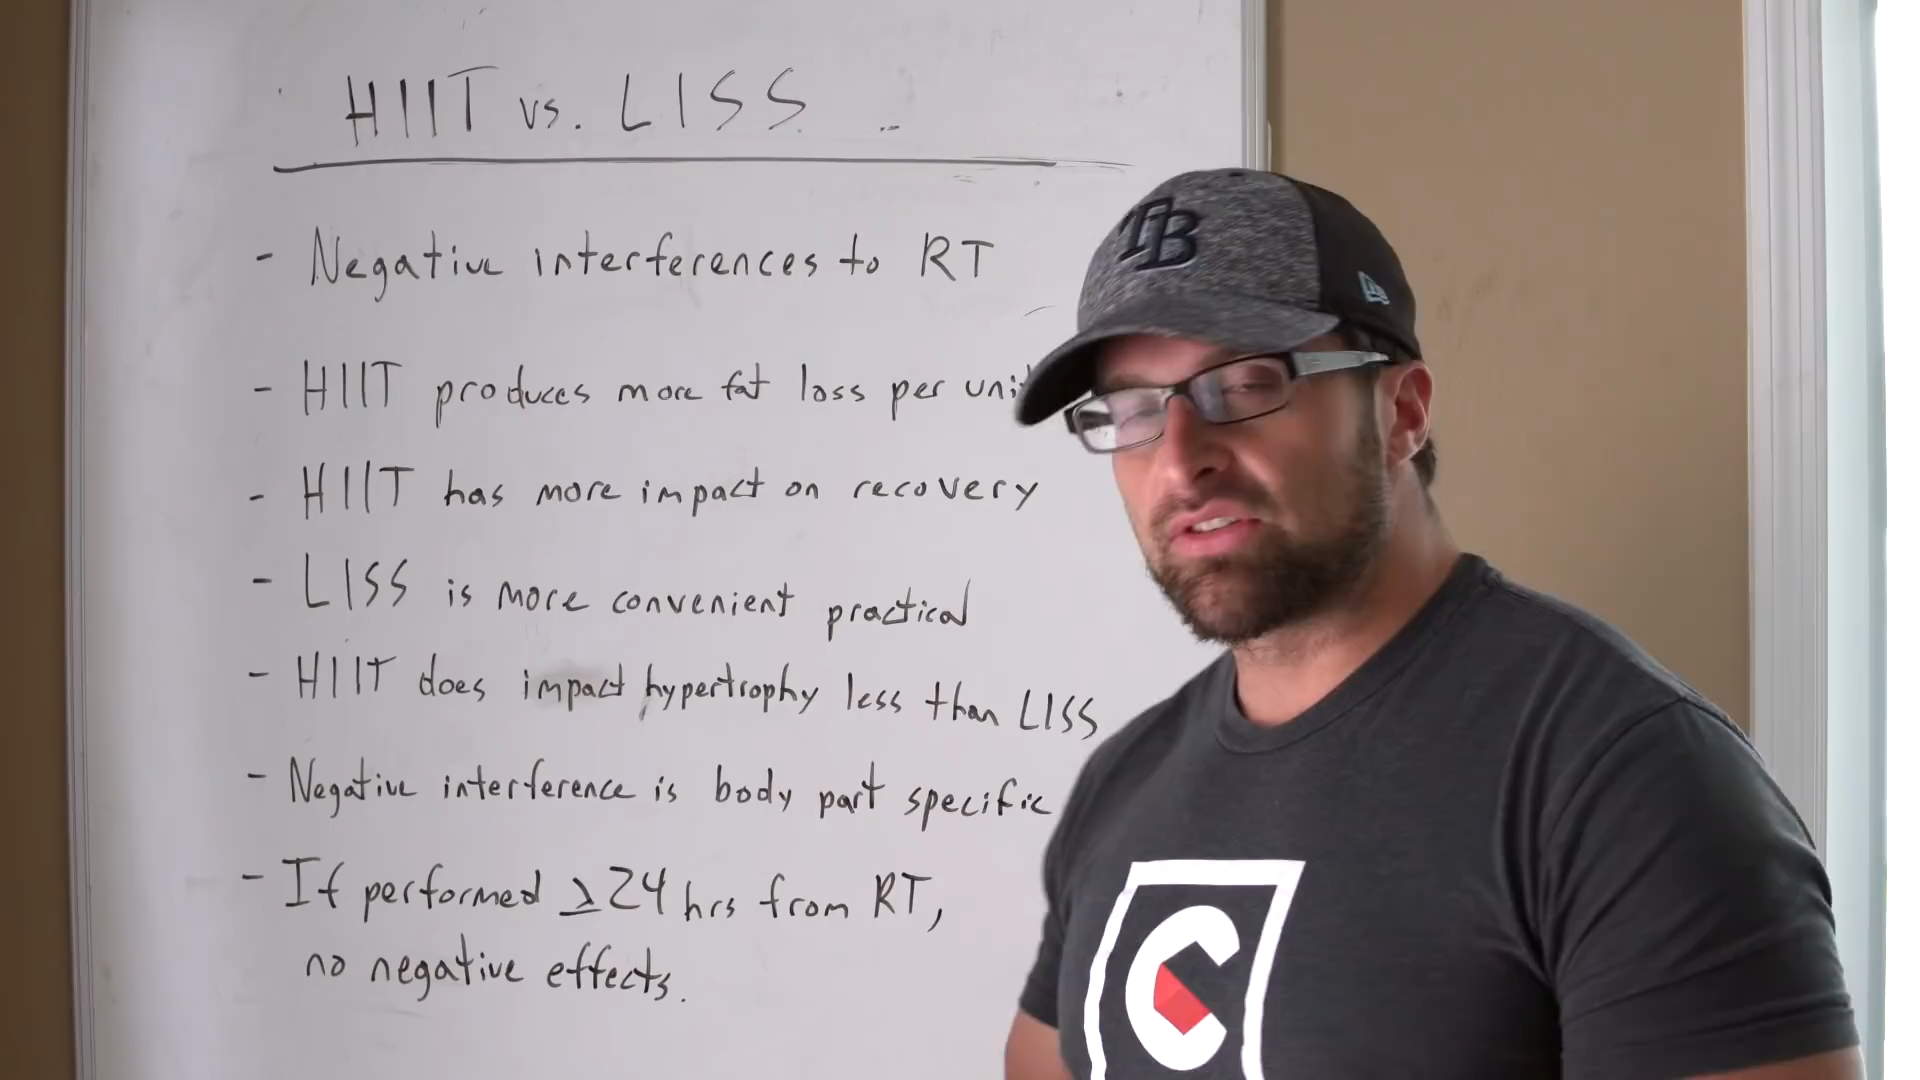 HIIT vs. LISS
- Negative interferences to RT
- HIIT produces more fat loss per unit
- HIIT has more impact on recovery
- LISS is more convenient practical
- HIIT does impact hypertrophy less than LISS
- Negative interference is body part specific
- If performed ≥24 hrs from RT,
no negative effects.
TB
C